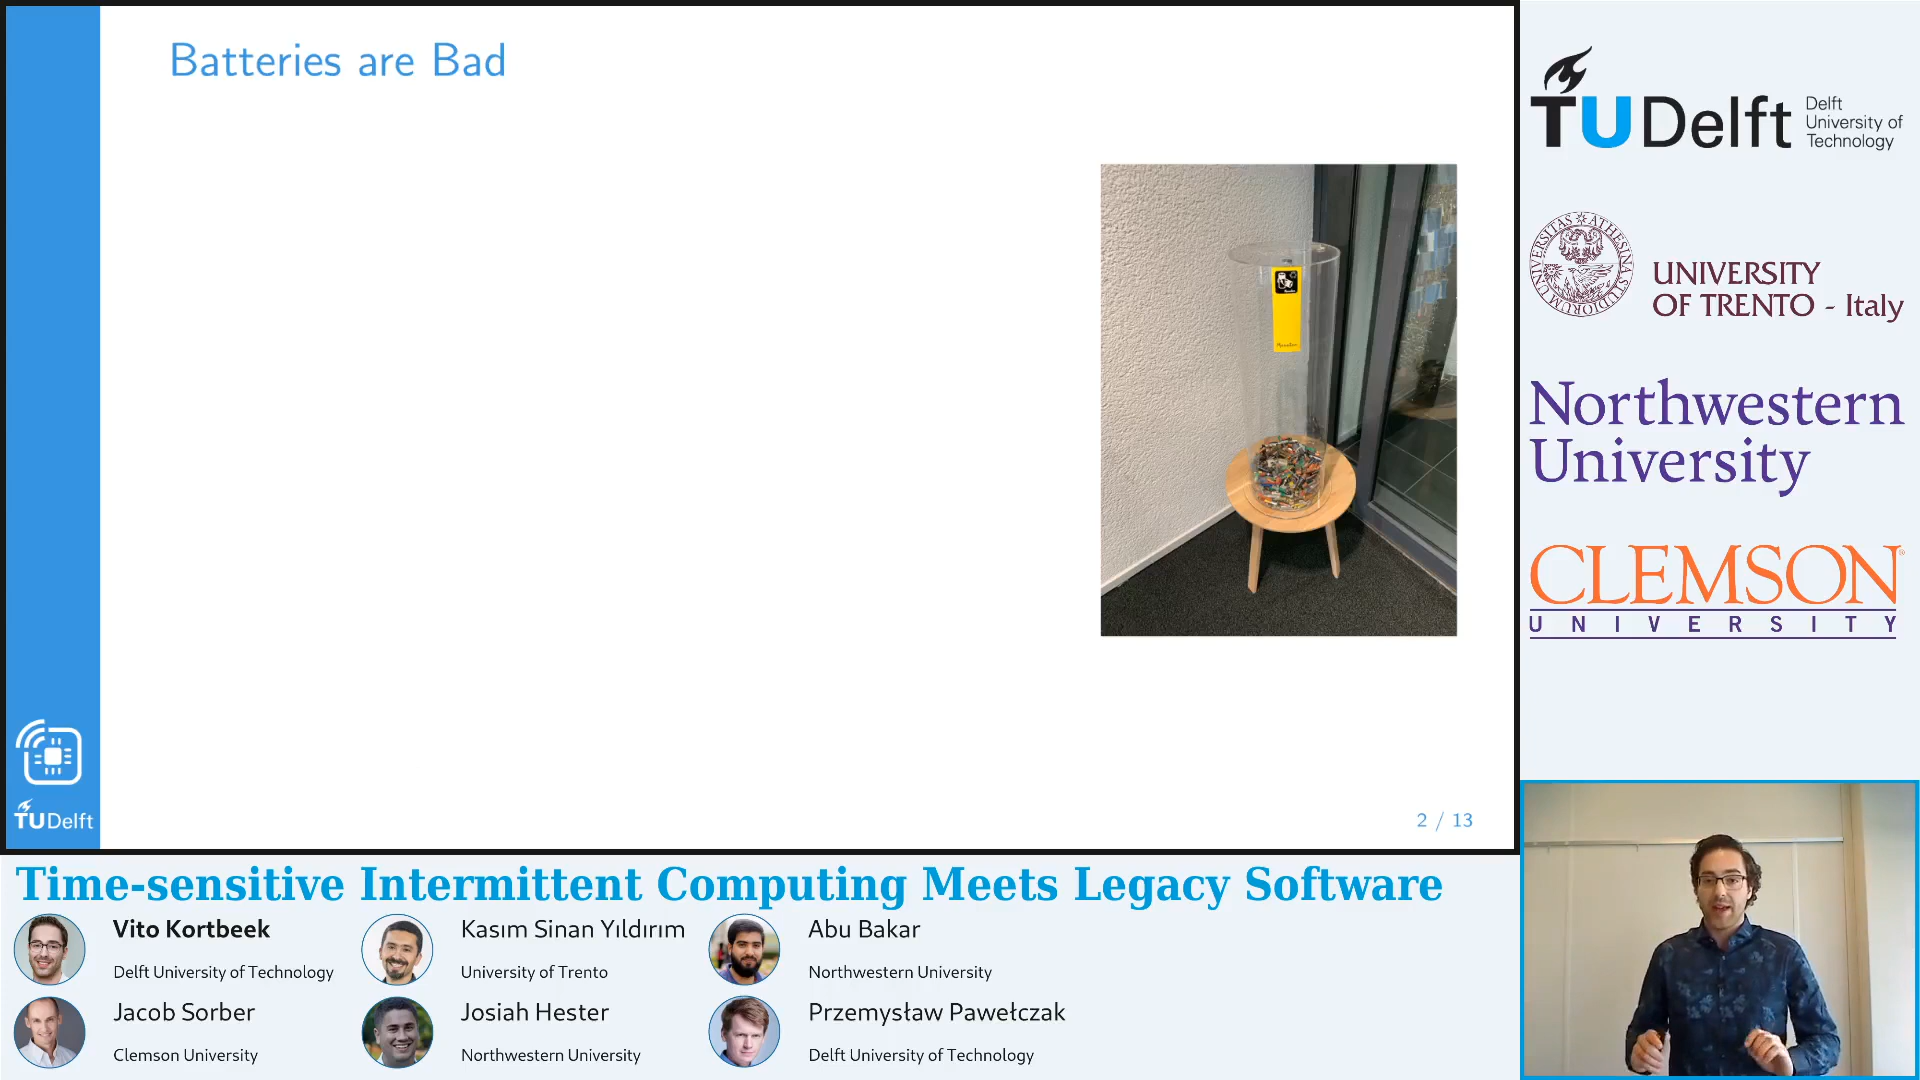 Batteries are Bad
TU Delft
2 / 13
TU Delft
Delft
University of
Technology
UNIVERSITY
OF TRENTO - Italy
Northwestern
University
CLEMSON
UNIVERSITY
Time-sensitive Intermittent Computing Meets Legacy Software
Vito Kortbeek
Delft University of Technology
Kasım Sinan Yıldırım
University of Trento
Abu Bakar
Northwestern University
Jacob Sorber
Clemson University
Josiah Hester
Northwestern University
Przemysław Pawełczak
Delft University of Technology